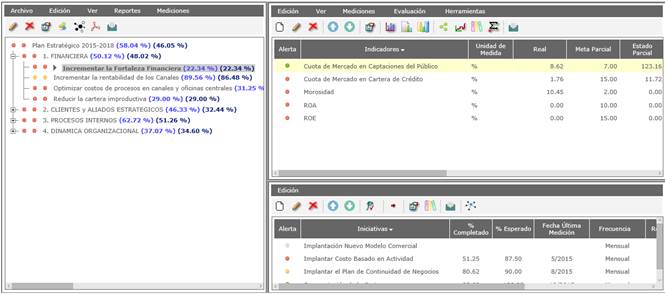 Archivo Edición Ver Reportes Mediciones
Plan Estratégico 2015-2018 (58.04 %) (46.05 %)
1. FINANCIERA (50.12 %) (48.02 %)
Incrementar la Fortaleza Financiera (22.34 %) (22.34 %)
Incrementar la rentabilidad de los Canales (89.56 %) (86.48 %)
Optimizar costos de procesos en canales y oficinas centrales (31.25 %
Reducir la cartera improductiva (29.00 %) (29.00 %)
2. CLIENTES y ALIADOS ESTRATEGICOS (46.33 %) (32.44 %)
3. PROCESOS INTERNOS (62.72 %) (51.26 %)
4. DINAMICA ORGANIZACIONAL (37.07 %) (34.60 %)
Edición Ver Mediciones Evaluación Herramientas
Alerta Indicadores Unidad de Medida Real Meta Parcial Estado Parcial
Cuota de Mercado en Captaciones del Público % 8.62 7.00 123.16
Cuota de Mercado en Cartera de Crédito % 1.76 15.00 11.72
Morosidad % 10.45 2.00 0.00
ROA % 0.00 10.00 0.00
ROE % 0.00 15.00 0.00
Edición
Alerta Iniciativas % Completado % Esperado Fecha Última Medición Frecuencia
Implantación Nuevo Modelo Comercial Mensual
Implantar Costo Basado en Actividad 51.25 87.50 5/2015 Mensual
Implantar el Plan de Continuidad de Negocios 80.62 90.00 8/2015 Mensual